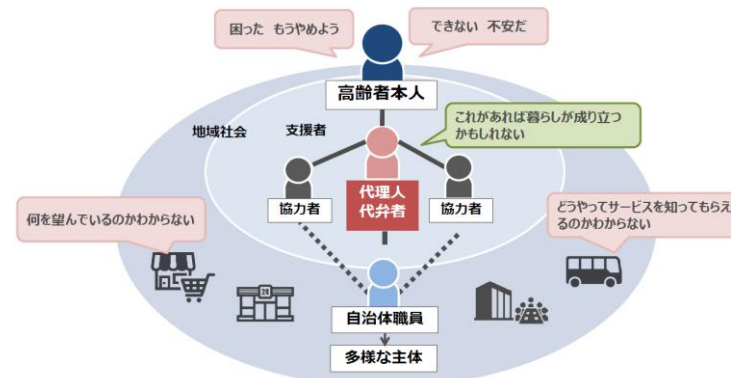 困った もうやめよう
できない 不安だ
高齢者本人
地域社会
支援者
これがあれば暮らしが成り立つ
かもしれない
協力者
代理人
代弁者
協力者
何を望んでいるのかわからない
どうやってサービスを知ってもらえ
るのかわからない
24
自治体職員
多様な主体